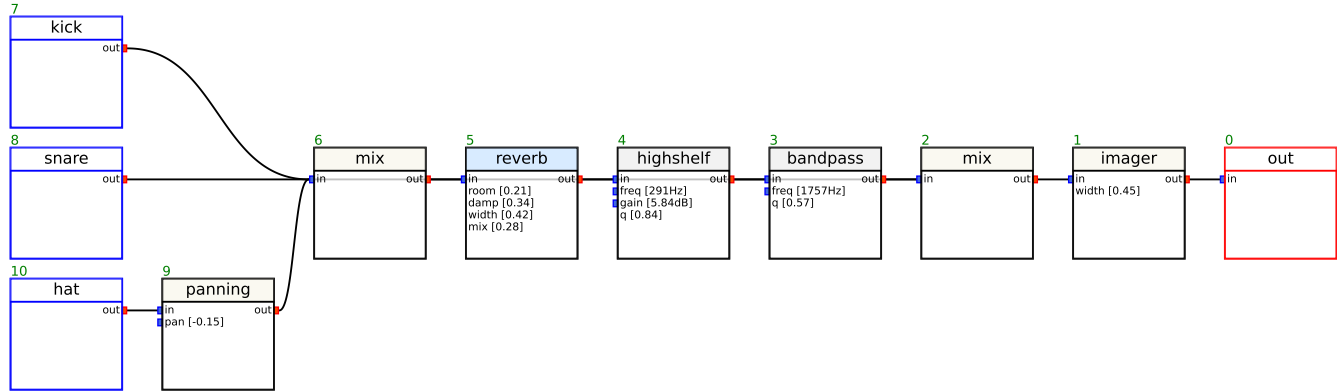 7
kick
out
8
snare
out
10
hat
out
9
panning
in out
pan [-0.15]
6
mix
in out
5
reverb
in out
room [0.21]
damp [0.34]
width [0.42]
mix [0.28]
4
highshelf
in out
freq [291Hz]
gain [5.84dB]
q [0.84]
3
bandpass
in out
freq [1757Hz]
q [0.57]
2
mix
in out
1
imager
in out
width [0.45]
0
out
in